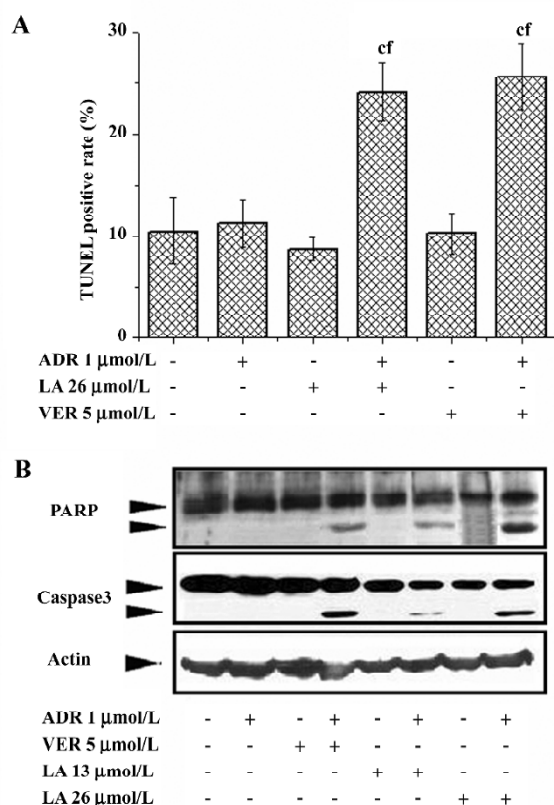 A
30
cf
cf
20
10
0
TUNEL positive rate (%)
ADR 1 μmol/L - + - + - +
LA 26 μmol/L - - + + - -
VER 5 μmol/L - - - - + +
B
PARP
Caspase3
Actin
ADR 1 μmol/L - + - + - + - +
VER 5 μmol/L - - + + - - - -
LA 13 μmol/L - - - - + + - -
LA 26 μmol/L - - - - - - + +